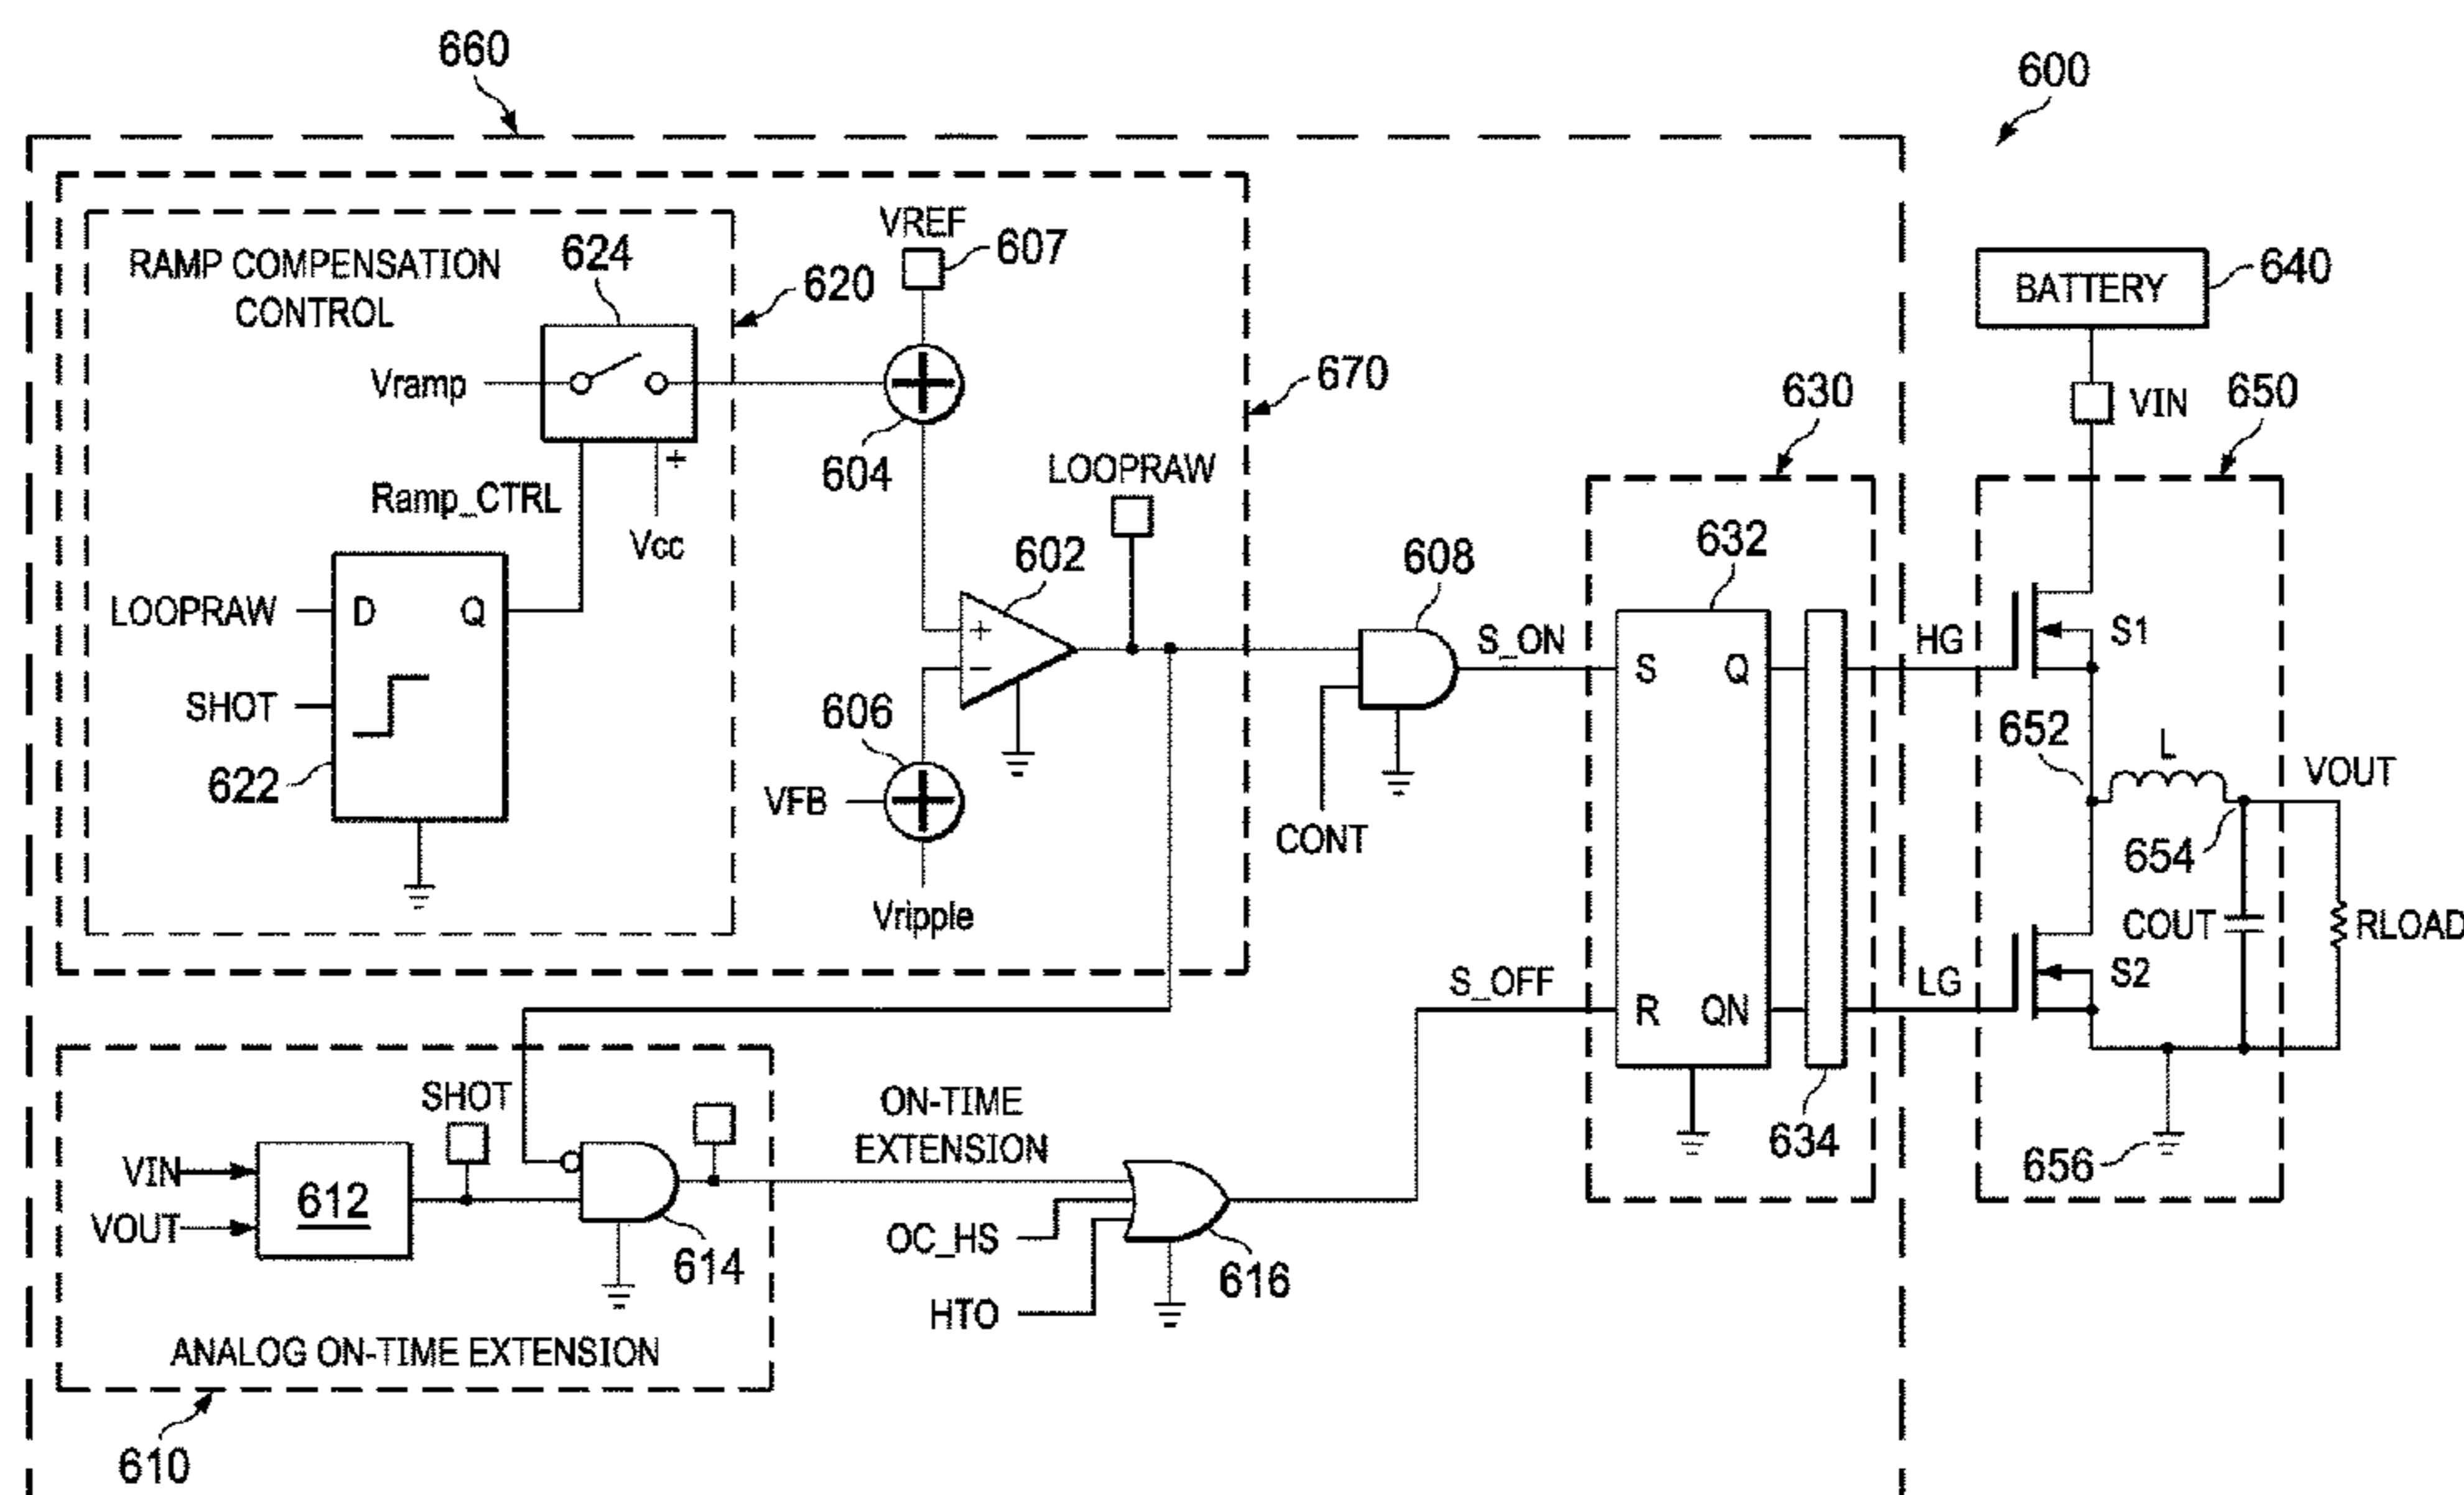 660
600
VREF
607
RAMP COMPENSATION
CONTROL
624
620
BATTERY
640
Vramp
604
670
630
VIN
650
LOOPRAW
Ramp_CTRL
+
Vcc
602
608
632
LOOPRAW
D
Q
+
−
S_ON
S
Q
HG
S1
SHOT
606
652
L
VOUT
622
VFB
CONT
654
Vripple
COUT
RLOAD
S_OFF
R
QN
LG
S2
SHOT
ON-TIME
EXTENSION
634
656
VIN
612
VOUT
614
OC_HS
616
HTO
ANALOG ON-TIME EXTENSION
610